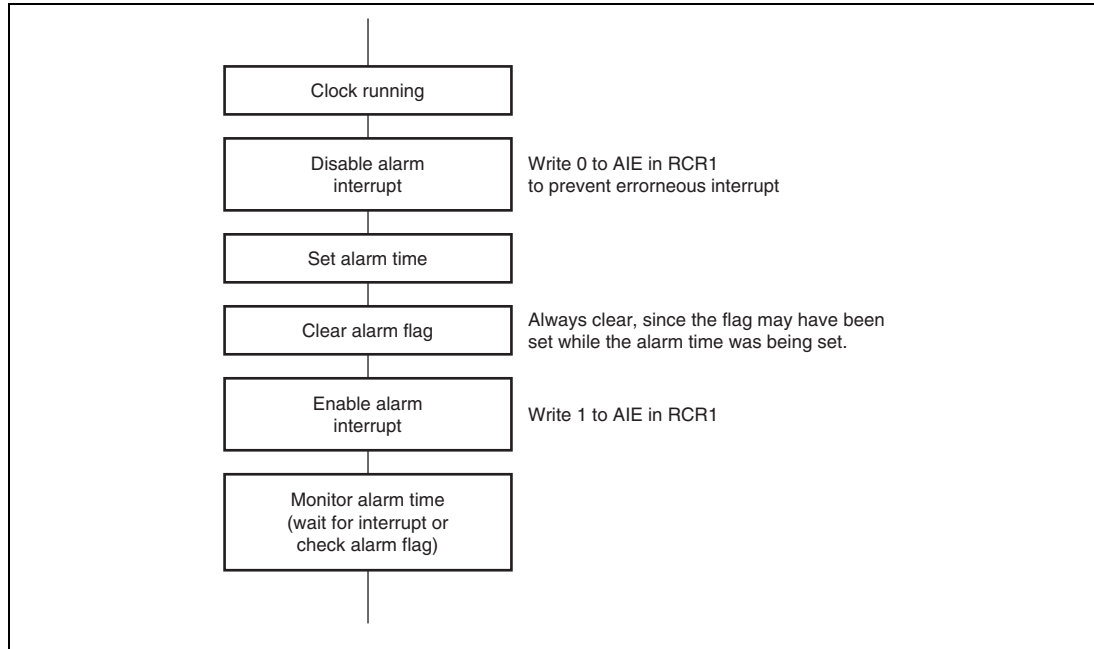 Clock running
Disable alarm
interrupt
Write 0 to AIE in RCR1
to prevent errorneous interrupt
Set alarm time
Clear alarm flag
Always clear, since the flag may have been
set while the alarm time was being set.
Enable alarm
interrupt
Write 1 to AIE in RCR1
Monitor alarm time
(wait for interrupt or
check alarm flag)